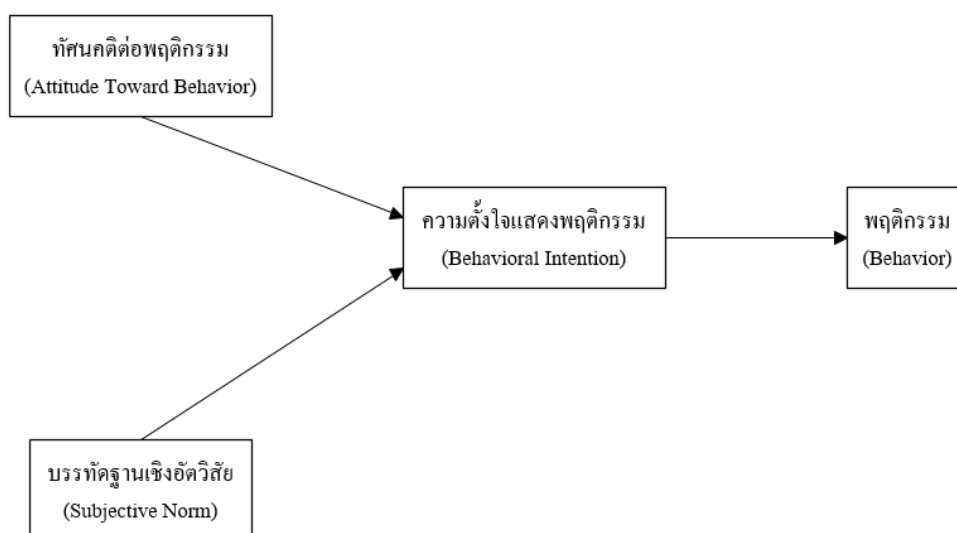 ทัศนคติต่อพฤติกรรม
(Attitude Toward Behavior)
ความตั้งใจแสดงพฤติกรรม
(Behavioral Intention)
พฤติกรรม
(Behavior)
บรรทัดฐานเชิงอัตวิสัย
(Subjective Norm)